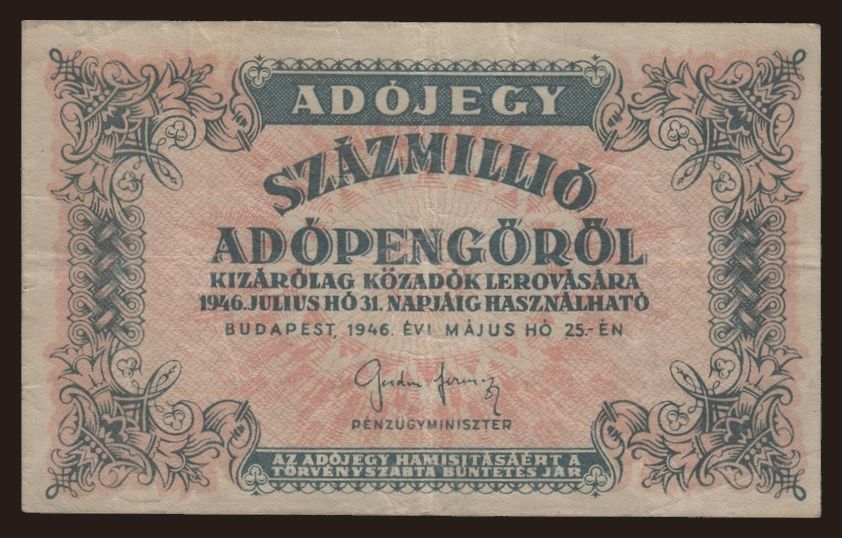 ADÓJEGY
SZÁZMILLIÓ
ADÓPENGŐRŐL
KIZÁRÓLAG KÖZADÓK LEROVÁSÁRA
1946. JULIUS HÓ 31. NAPJÁIG HASZNÁLHATÓ
BUDAPEST, 1946. ÉVI MÁJUS HÓ 25.-ÉN
PÉNZÜGYMINISZTER
AZ ADÓJEGY HAMISITÁSÁÉRT A
TÖRVÉNYSZABTA BÜNTETÉS JÁR